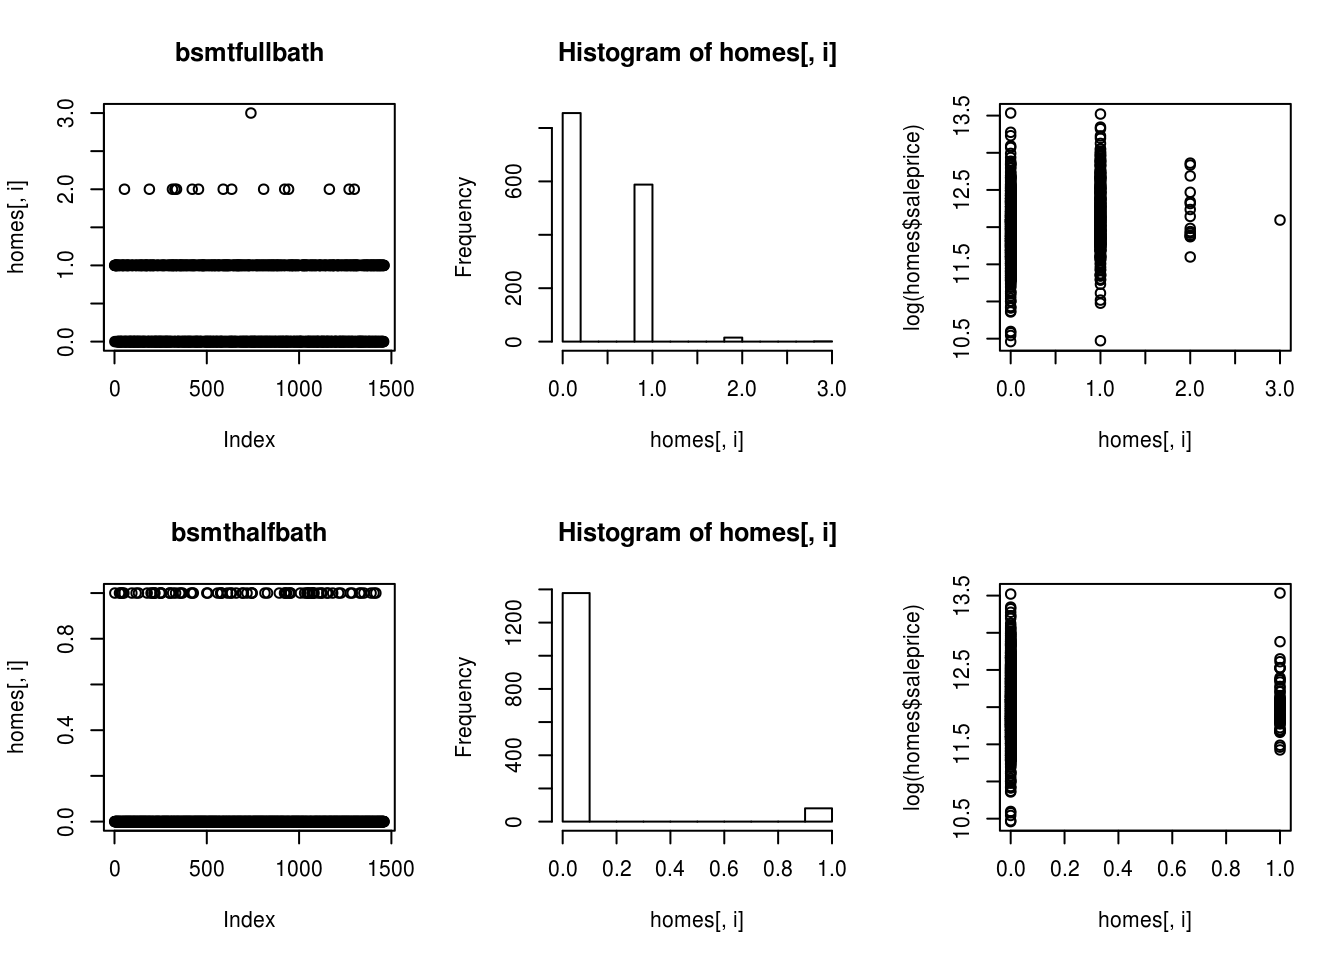 bsmtfullbath
homes[, i]
0.0 1.0 2.0 3.0
0 500 1000 1500
Index
Histogram of homes[, i]
Frequency
0 200 600
0.0 1.0 2.0 3.0
homes[, i]
log(homes$saleprice)
10.5 11.5 12.5 13.5
0.0 1.0 2.0 3.0
homes[, i]
bsmthalfbath
homes[, i]
0.0 0.4 0.8
0 500 1000 1500
Index
Histogram of homes[, i]
Frequency
0 400 800 1200
0.0 0.2 0.4 0.6 0.8 1.0
homes[, i]
log(homes$saleprice)
10.5 11.5 12.5 13.5
0.0 0.2 0.4 0.6 0.8 1.0
homes[, i]